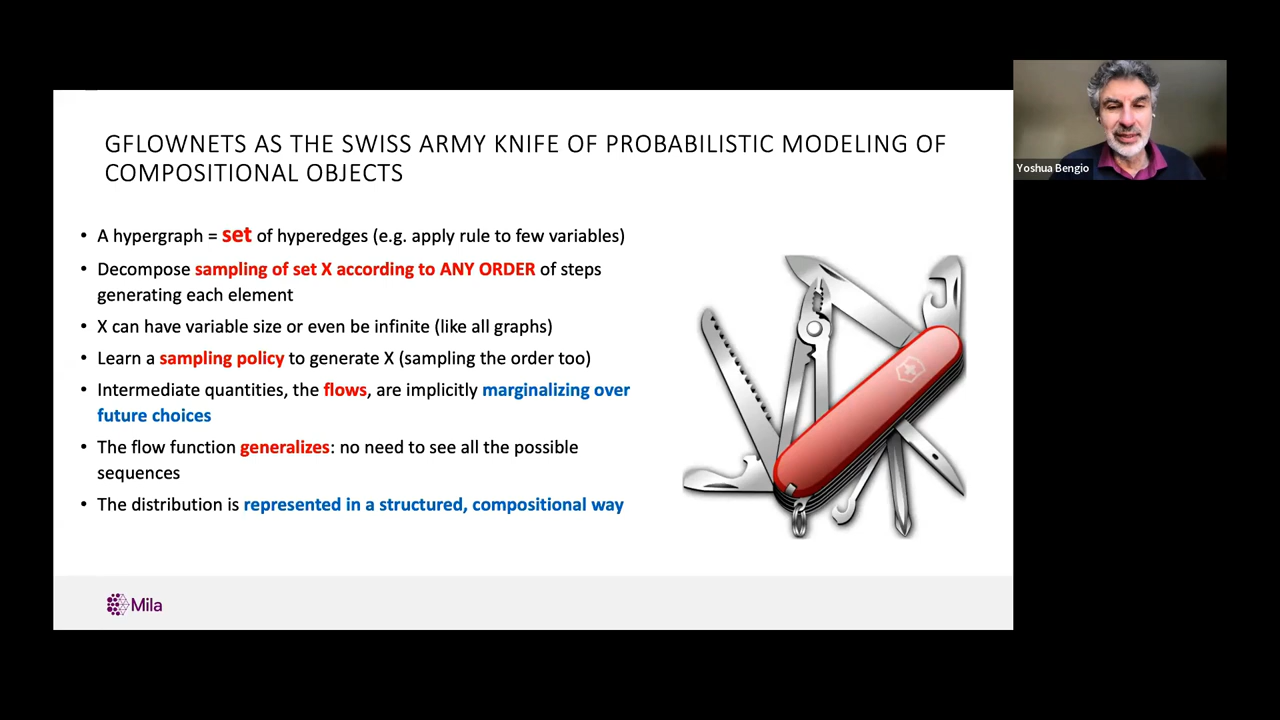 GFLOWNETS AS THE SWISS ARMY KNIFE OF PROBABILISTIC MODELING OF
COMPOSITIONAL OBJECTS
• A hypergraph = set of hyperedges (e.g. apply rule to few variables)
• Decompose sampling of set X according to ANY ORDER of steps
generating each element
• X can have variable size or even be infinite (like all graphs)
• Learn a sampling policy to generate X (sampling the order too)
• Intermediate quantities, the flows, are implicitly marginalizing over
future choices
• The flow function generalizes: no need to see all the possible
sequences
• The distribution is represented in a structured, compositional way
Mila
Yoshua Bengio